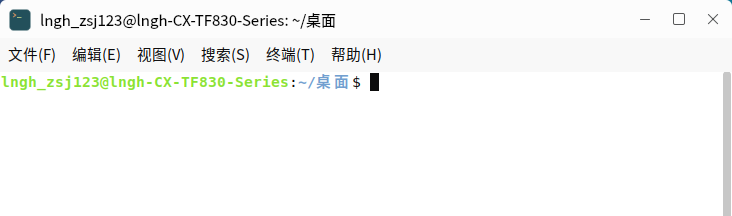 lngh_zsj123@lngh-CX-TF830-Series: ~/桌面
文件(F) 编辑(E) 视图(V) 搜索(S) 终端(T) 帮助(H)
lngh_zsj123@lngh-CX-TF830-Series:~/桌面$